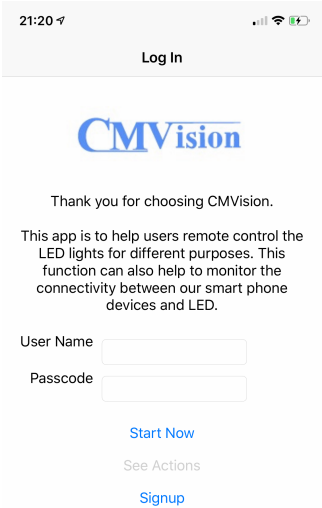 21:20
Log In
CMVision
Thank you for choosing CMVision.
This app is to help users remote control the
LED lights for different purposes. This
function can also help to monitor the
connectivity between our smart phone
devices and LED.
User Name
Passcode
Start Now
See Actions
Signup